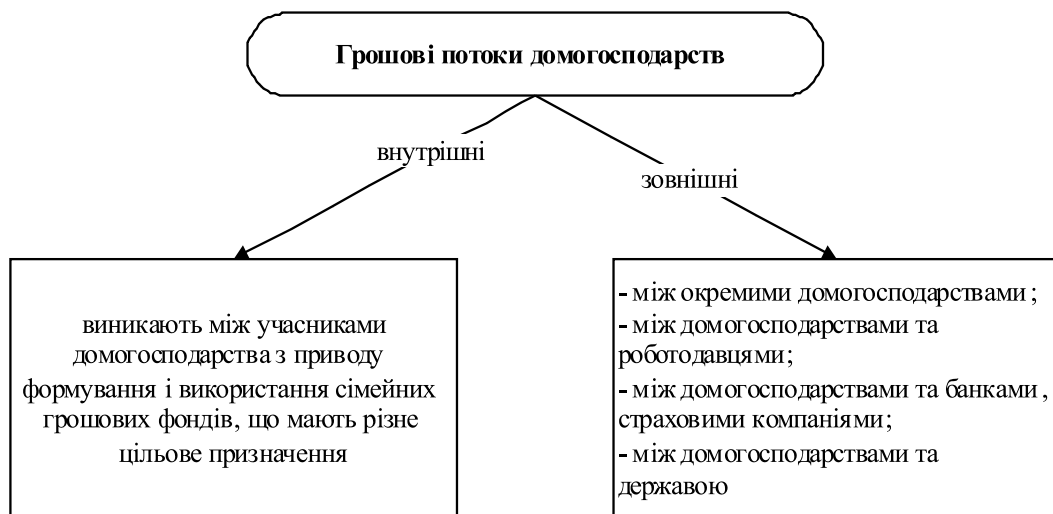 Грошові потоки домогосподарств
внутрішні
зовнішні
виникають між учасниками
домогосподарства з приводу
формування і використання сімейних
грошових фондів, що мають різне
цільове призначення
- між окремими домогосподарствами;
- між домогосподарствами та
роботодавцями;
- між домогосподарствами та банками,
страховими компаніями;
- між домогосподарствами та
державою